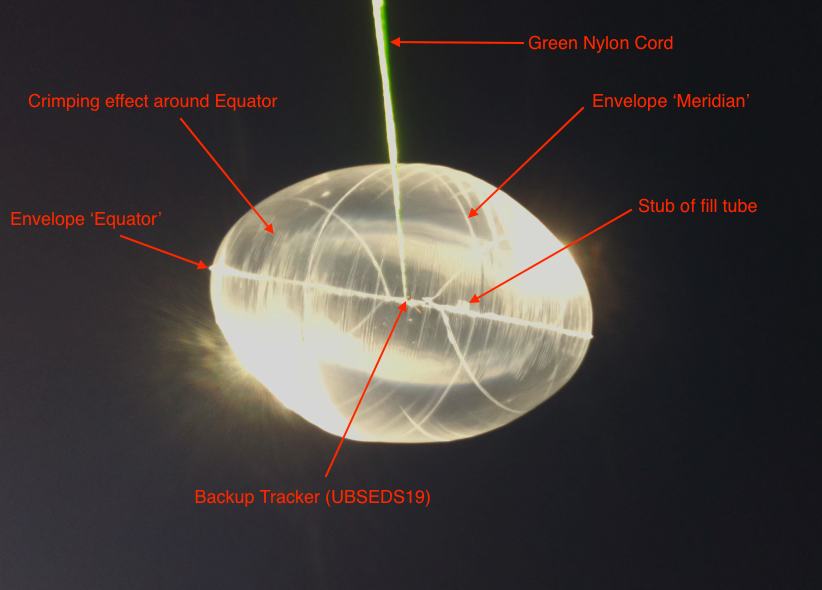 Green Nylon Cord
Crimping effect around Equator
Envelope ‘Meridian’
Stub of fill tube
Envelope ‘Equator’
Backup Tracker (UBSEDS19)